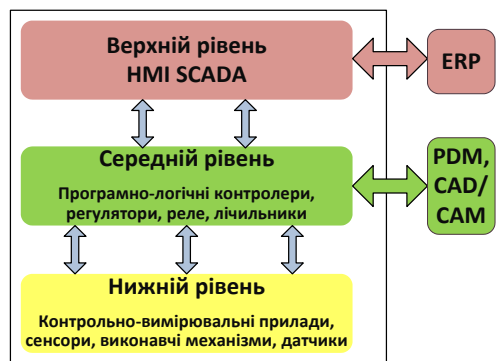 Верхній рівень
HMI SCADA
ERP
Середній рівень
Програмно-логічні контролери,
регулятори, реле, лічильники
PDM,
CAD/
CAM
Нижній рівень
Контрольно-вимірювальні прилади,
сенсори, виконавчі механізми, датчики